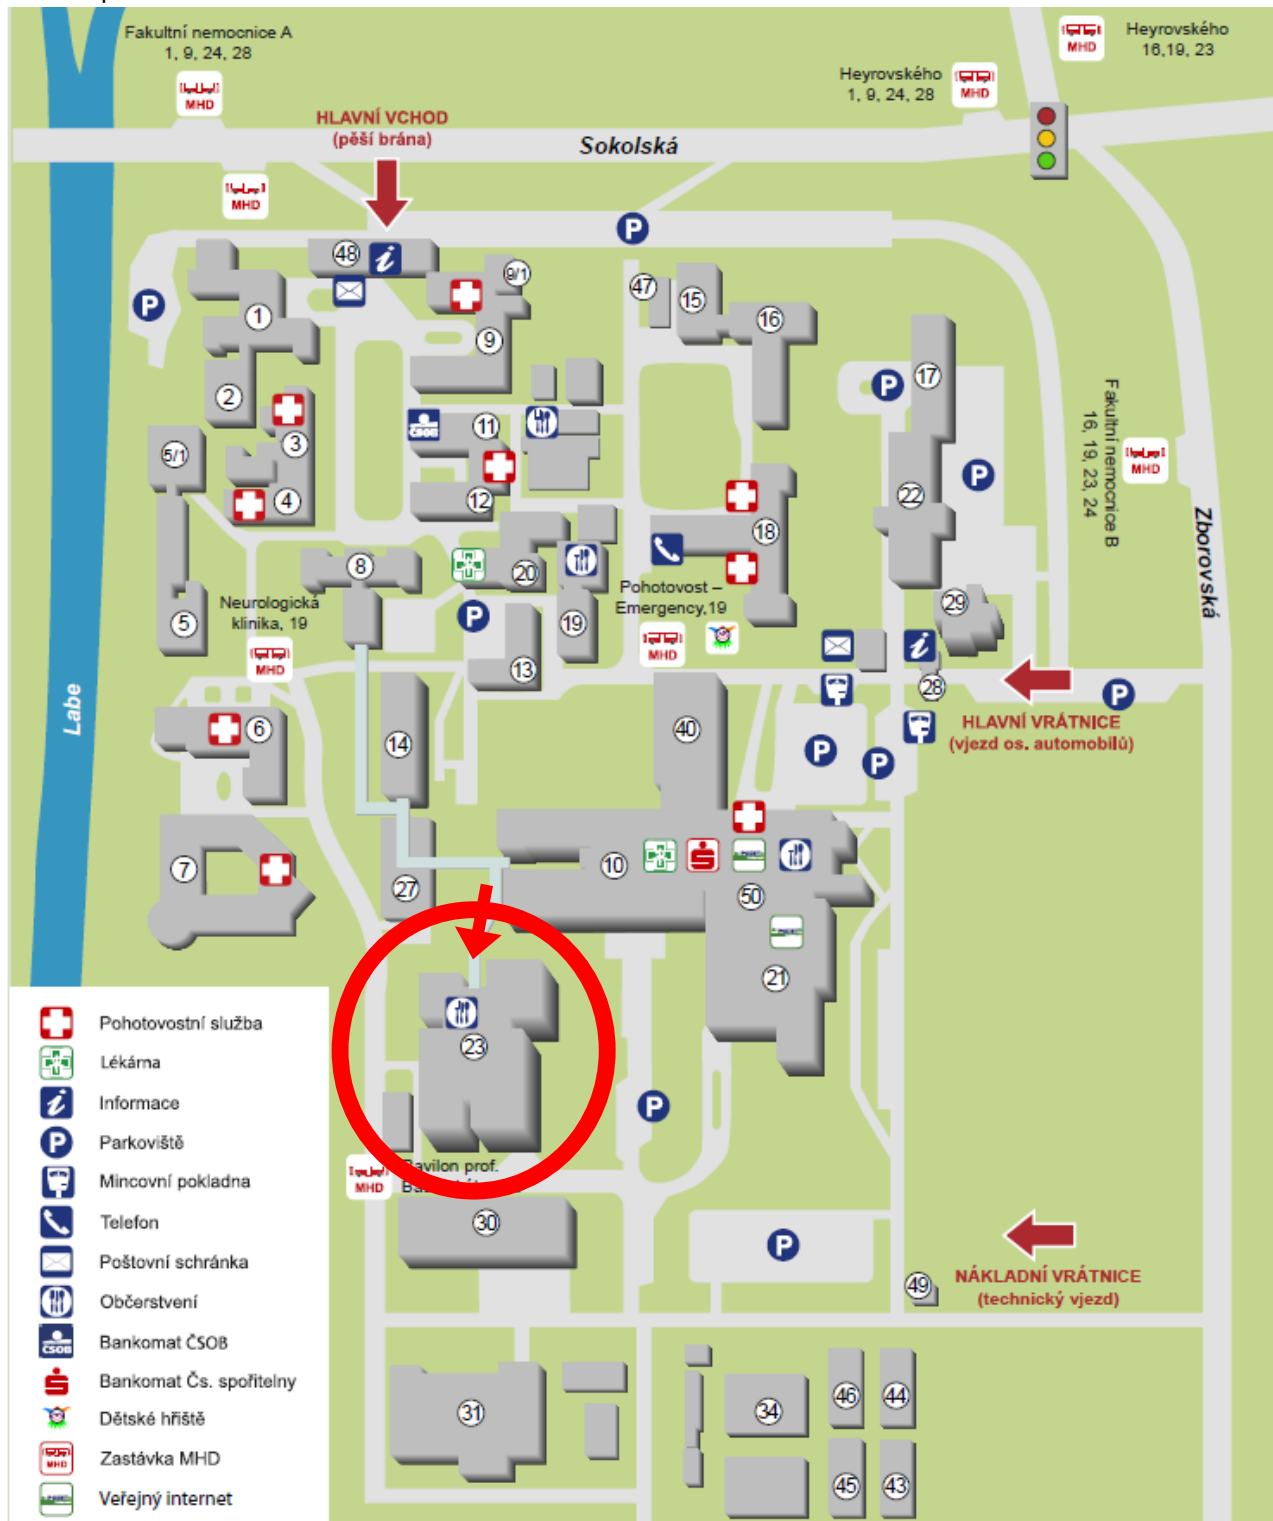 Fakultní nemocnice A
1, 9, 24, 28
MHD
HLAVNÍ VCHOD
(pěší brána)
Sokolská
Heyrovského
1, 9, 24, 28
MHD
MHD
Heyrovského
16,19, 23
MHD
P
48
i
9/1
47
15
16
P
1
9
17
P
2
3
ČSOB
11
5/1
4
12
18
22
P
Fakultní nemocnice B
16, 19, 23, 24
MHD
Zborovská
8
20
Pohotovost –
Emergency,19
MHD
29
Neurologická
klinika, 19
MHD
5
P
19
13
i
28
HLAVNÍ VRÁTNICE
(vjezd os. automobilů)
P
Labe
6
14
40
P
P
7
27
10
50
21
23
P
Pavilon prof.
MHD
30
P
NÁKLADNÍ VRÁTNICE
(technický vjezd)
49
31
34
46
44
45
43
Pohotovostní služba
Lékárna
i Informace
P Parkoviště
Mincovní pokladna
Telefon
Poštovní schránka
Občerstvení
ČSOB Bankomat ČSOB
Bankomat Čs. spořitelny
Dětské hřiště
MHD Zastávka MHD
Veřejný internet